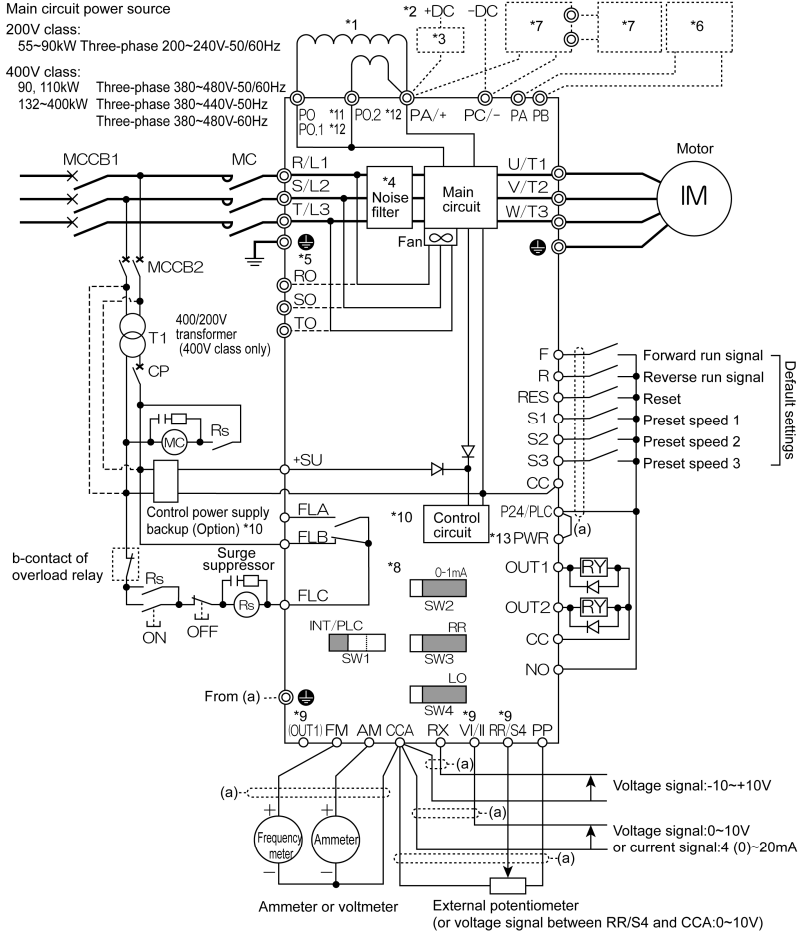 Main circuit power source
200V class:
55~90kW Three-phase 200~240V-50/60Hz
400V class:
90, 110kW Three-phase 380~480V-50/60Hz
132~400kW Three-phase 380~440V-50Hz
Three-phase 380~480V-60Hz
*1
*2 +DC
-DC
*3
*7
*7
*6
PO
PO.1
*11
*12
PO.2
*12
PA/+
PC/-
PA
PB
MCCB1
MC
R/L1
S/L2
T/L3
*4
Noise
filter
Main
circuit
Fan
U/T1
V/T2
W/T3
Motor
IM
*5
RO
SO
TO
MCCB2
T1
400/200V
transformer
(400V class only)
CP
MC
Rs
+SU
Control power supply
backup (Option) *10
FLA
FLB
FLC
b-contact of
overload relay
Surge
suppressor
Rs
Rs
ON
OFF
*10
Control
circuit
F
R
RES
S1
S2
S3
CC
P24/PLC
*13 PWR
(a)
OUT1
OUT2
CC
NO
RY
RY
Forward run signal
Reverse run signal
Reset
Preset speed 1
Preset speed 2
Preset speed 3
Default settings
*8
0-1mA
SW2
INT/PLC
SW1
RR
SW3
LO
SW4
From (a)
*9
(OUT1)
FM
AM
CCA
RX
*9
VI/II
*9
RR/S4
PP
(a)
(a)
(a)
(a)
Voltage signal:-10~+10V
Voltage signal:0~10V
or current signal:4 (0)~20mA
+
Frequency
meter
-
+
Ammeter
-
Ammeter or voltmeter
External potentiometer
(or voltage signal between RR/S4 and CCA:0~10V)